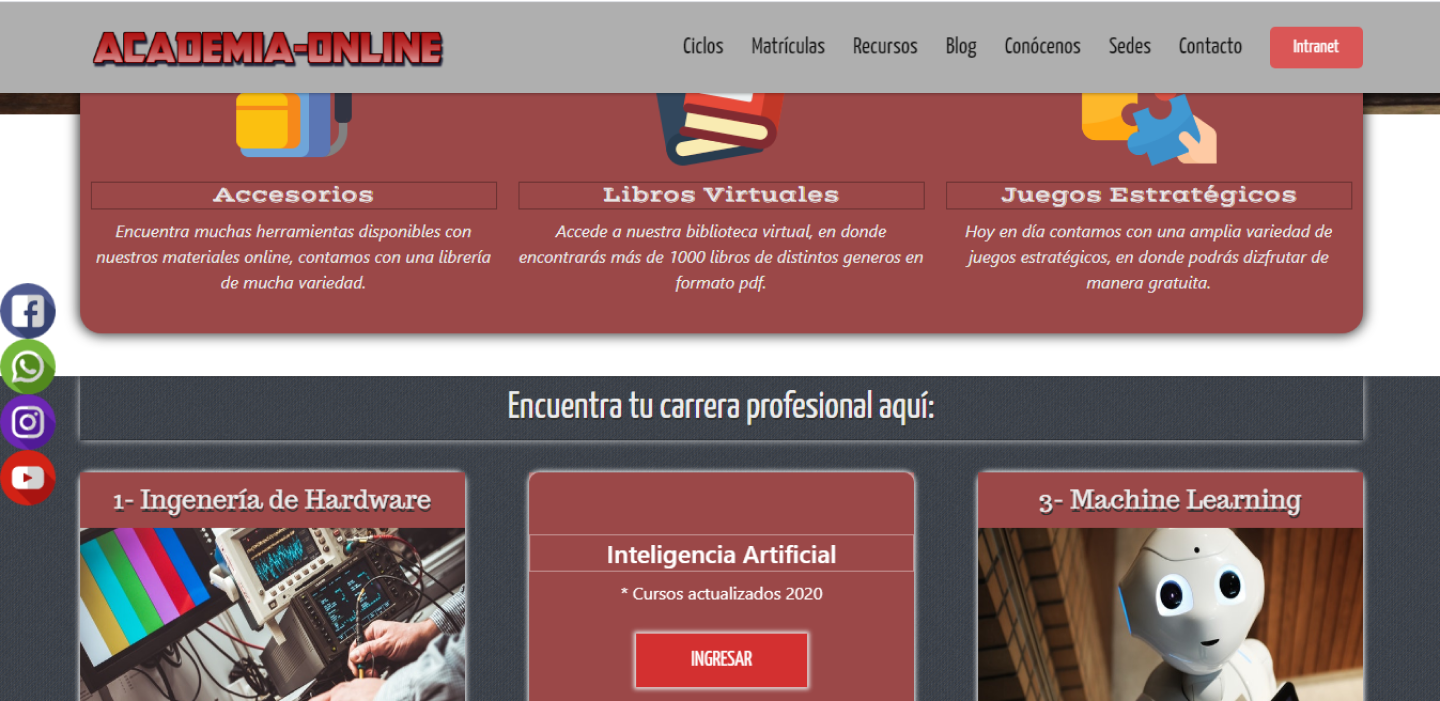 ACADEMIA-ONLINE
Ciclos Matrículas Recursos Blog Conócenos Sedes Contacto Intranet
Accesorios
Encuentra muchas herramientas disponibles con
nuestros materiales online, contamos con una librería
de mucha variedad.
Libros Virtuales
Accede a nuestra biblioteca virtual, en donde
encontrarás más de 1000 libros de distintos generos en
formato pdf.
Juegos Estratégicos
Hoy en día contamos con una amplia variedad de
juegos estratégicos, en donde podrás dizfrutar de
manera gratuita.
Encuentra tu carrera profesional aquí:
1- Ingenería de Hardware
Inteligencia Artificial
* Cursos actualizados 2020
INGRESAR
3- Machine Learning